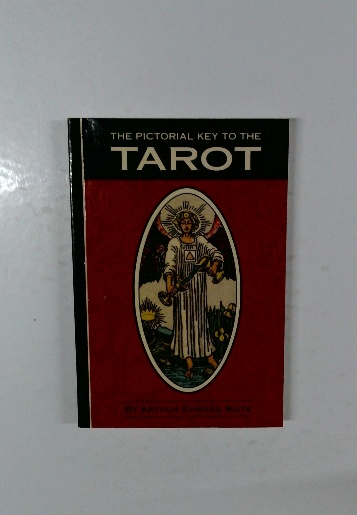 THE PICTORIAL KEY TO THE
TAROT
BY ARTHUR EDWARD WAITE